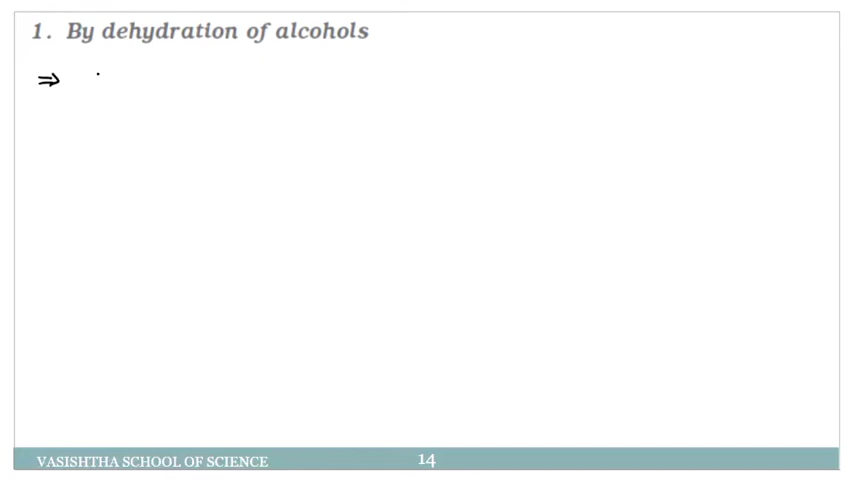 1. By dehydration of alcohols
⇒
VASISHTHA SCHOOL OF SCIENCE
14